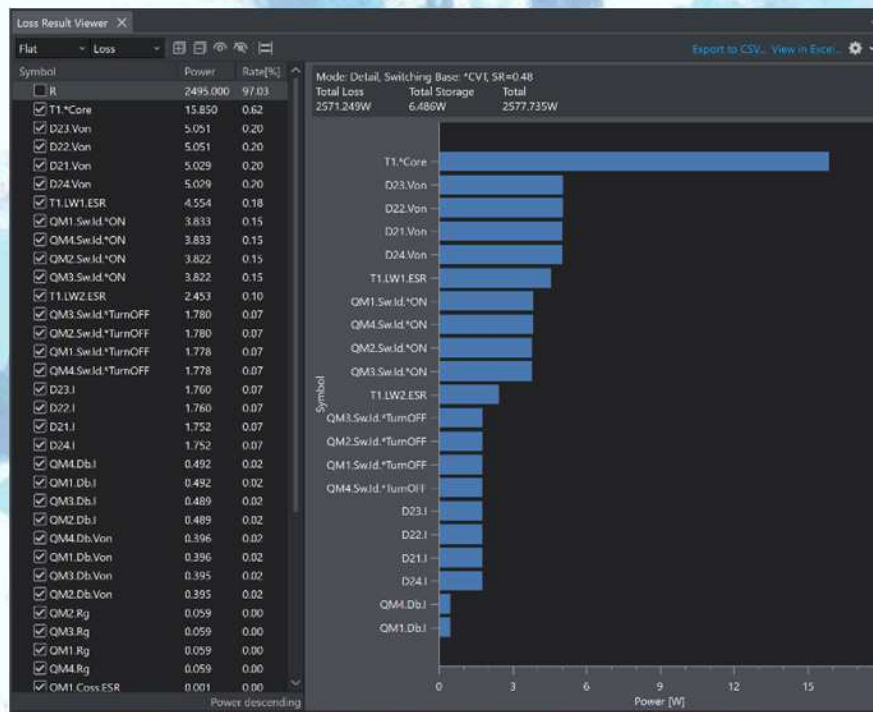 Loss Result Viewer
Flat Loss
Export to CSV... View in Excel...
Symbol Power Rate[%]
R 2495.000 97.03
T1.*Core 15.850 0.62
D23.Von 5.051 0.20
D22.Von 5.051 0.20
D21.Von 5.029 0.20
D24.Von 5.029 0.20
T1.LW1.ESR 4.554 0.18
QM1.Sw.Id.*ON 3.833 0.15
QM4.Sw.Id.*ON 3.833 0.15
QM2.Sw.Id.*ON 3.822 0.15
QM3.Sw.Id.*ON 3.822 0.15
T1.LW2.ESR 2.453 0.10
QM3.Sw.Id.*TurnOFF 1.780 0.07
QM2.Sw.Id.*TurnOFF 1.780 0.07
QM1.Sw.Id.*TurnOFF 1.778 0.07
QM4.Sw.Id.*TurnOFF 1.778 0.07
D23.I 1.760 0.07
D22.I 1.760 0.07
D21.I 1.752 0.07
D24.I 1.752 0.07
QM4.Db.I 0.492 0.02
QM1.Db.I 0.492 0.02
QM3.Db.I 0.489 0.02
QM2.Db.I 0.489 0.02
QM4.Db.Von 0.396 0.02
QM1.Db.Von 0.396 0.02
QM3.Db.Von 0.395 0.02
QM2.Db.Von 0.395 0.02
QM2.Rg 0.059 0.00
QM3.Rg 0.059 0.00
QM1.Rg 0.059 0.00
QM4.Rg 0.059 0.00
QM1.Coss.ESR 0.001 0.00
Power descending
Mode: Detail, Switching Base: *CVT, SR=0.48
Total Loss Total Storage Total
2571.249W 6.486W 2577.735W
Symbol
T1.*Core
D23.Von
D22.Von
D21.Von
D24.Von
T1.LW1.ESR
QM1.Sw.Id.*ON
QM4.Sw.Id.*ON
QM2.Sw.Id.*ON
QM3.Sw.Id.*ON
T1.LW2.ESR
QM3.Sw.Id.*TurnOFF
QM2.Sw.Id.*TurnOFF
QM1.Sw.Id.*TurnOFF
QM4.Sw.Id.*TurnOFF
D23.I
D22.I
D21.I
D24.I
QM4.Db.I
QM1.Db.I
0 3 6 9 12 15
Power [W]